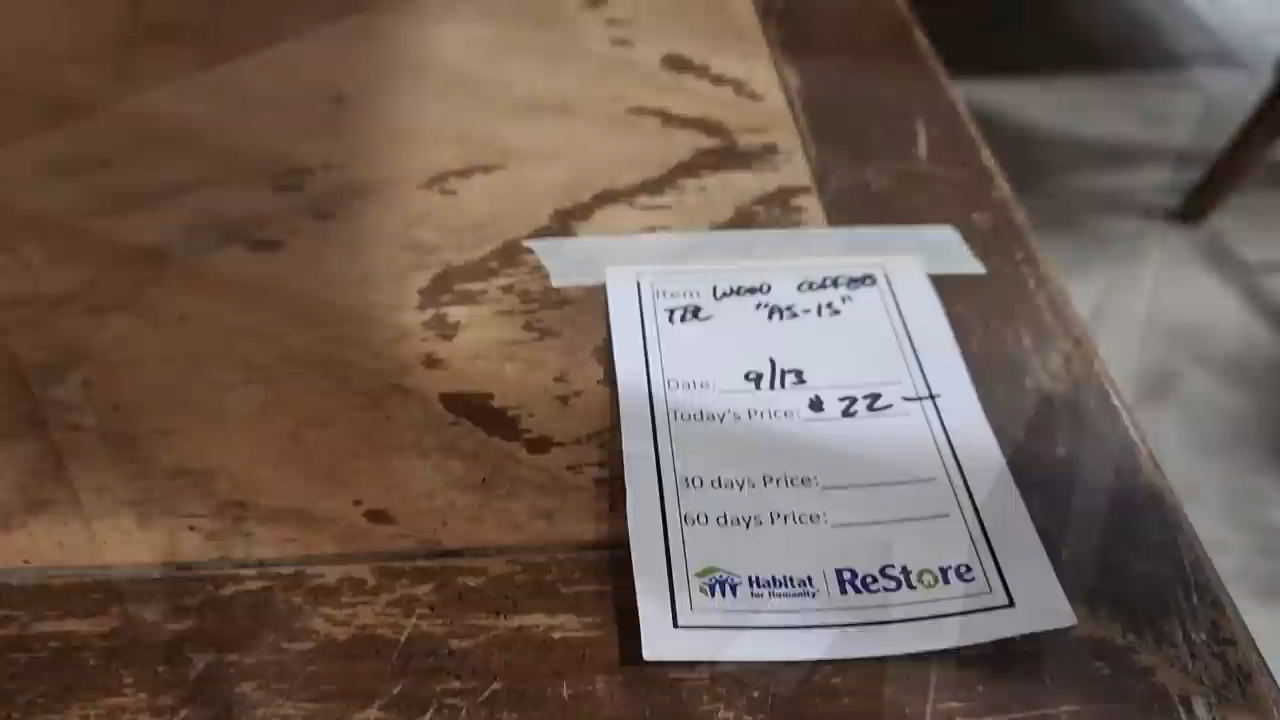 Item WOOD COFFEE
TBL "AS-IS"
Date: 9/13
Today's Price: $22—
30 days Price:
60 days Price:
Habitat for Humanity® | ReStore